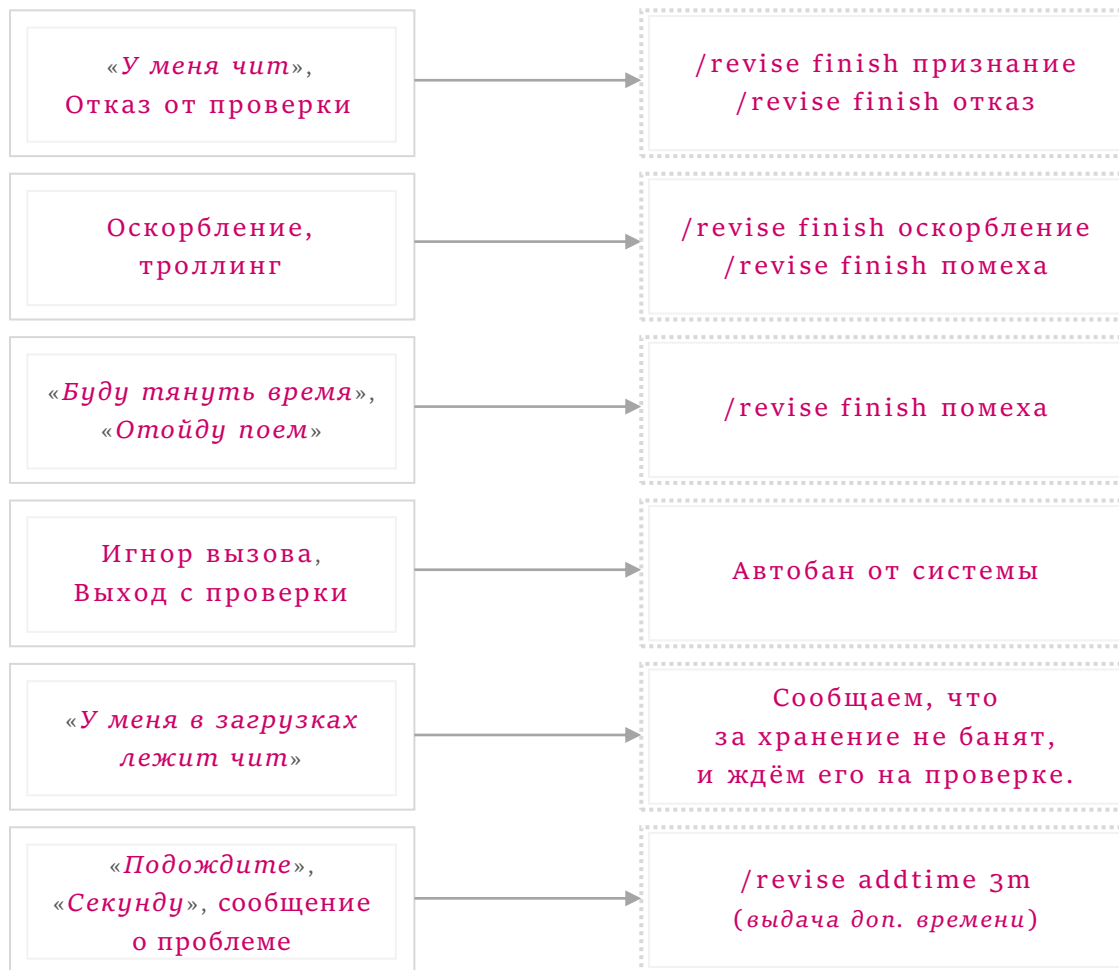 «У меня чит»,
Отказ от проверки
/revise finish признание
/revise finish отказ
Оскорбление,
троллинг
/revise finish оскорбление
/revise finish помеха
«Буду тянуть время»,
«Отойду поем»
/revise finish помеха
Игнор вызова,
Выход с проверки
Автобан от системы
«У меня в загрузках
лежит чит»
Сообщаем, что
за хранение не банят,
и ждём его на проверке.
«Подождите»,
«Секунду», сообщение
о проблеме
/revise addtime 3m
(выдача доп. времени)